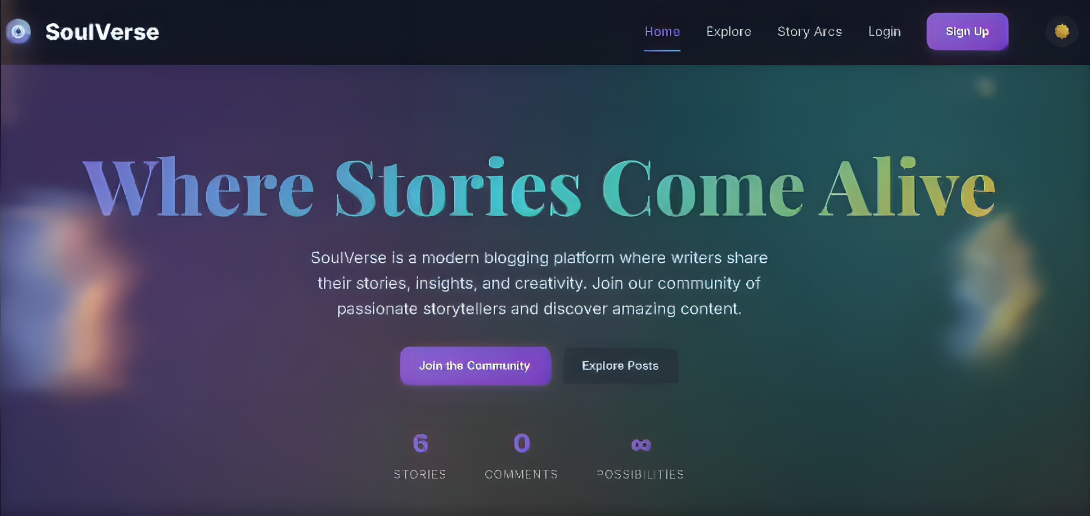 SoulVerse
Home Explore Story Arcs Login Sign Up
Where Stories Come Alive
SoulVerse is a modern blogging platform where writers share
their stories, insights, and creativity. Join our community of
passionate storytellers and discover amazing content.
Join the Community Explore Posts
6 0 ∞
STORIES COMMENTS POSSIBILITIES